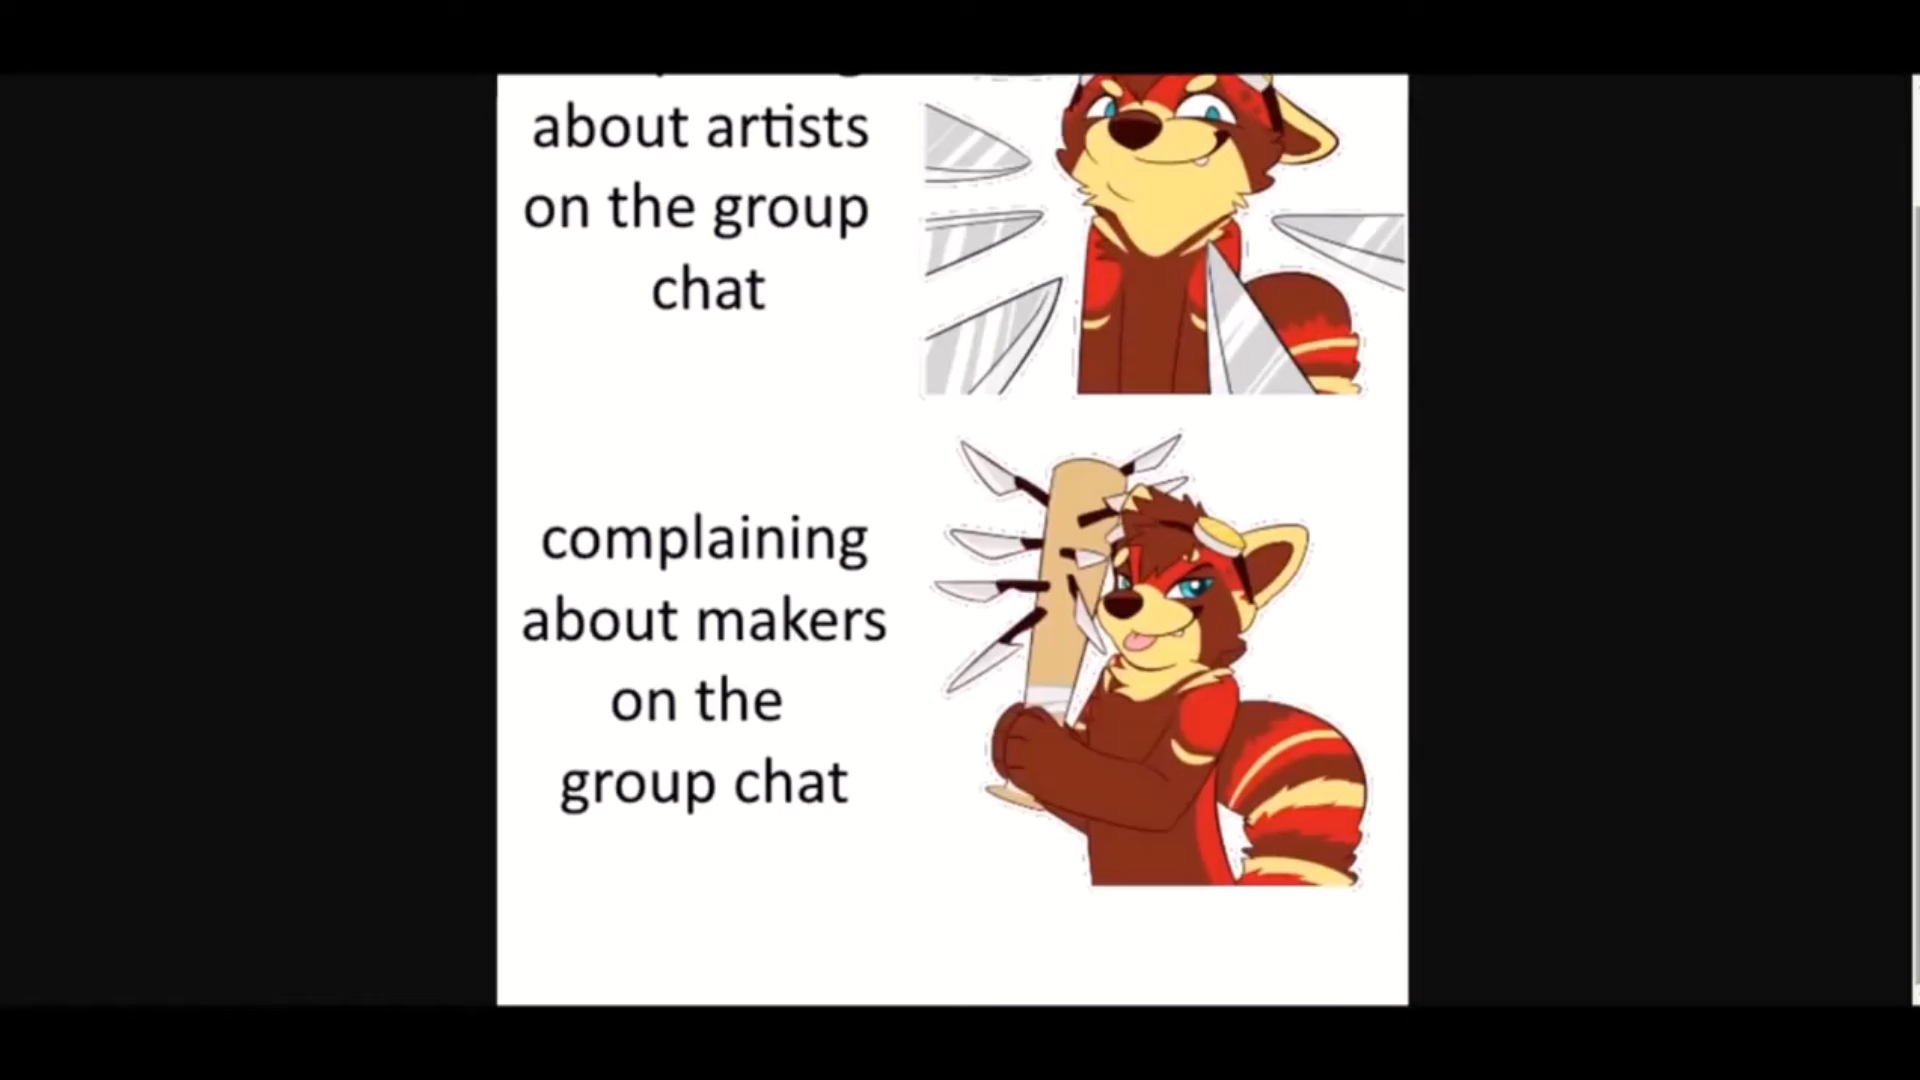 about artists
on the group
chat
complaining
about makers
on the
group chat